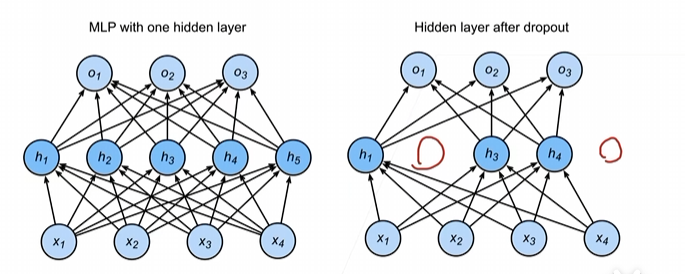 MLP with one hidden layer
Hidden layer after dropout
o1 o2 o3
o1 o2 o3
h1 h2 h3 h4 h5
h1 h3 h4
x1 x2 x3 x4
x1 x2 x3 x4